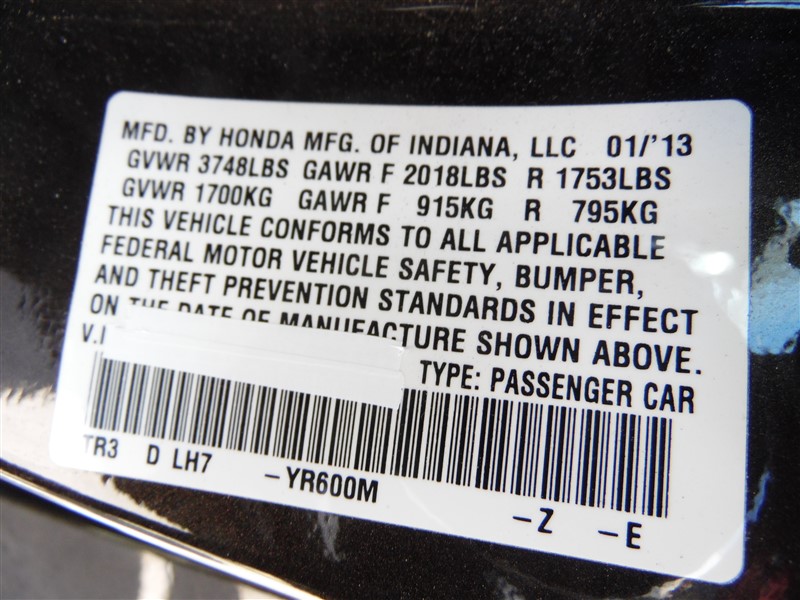 MFD. BY HONDA MFG. OF INDIANA, LLC 01/'13
GVWR 3748LBS GAWR F 2018LBS R 1753LBS
GVWR 1700KG GAWR F 915KG R 795KG
THIS VEHICLE CONFORMS TO ALL APPLICABLE
FEDERAL MOTOR VEHICLE SAFETY, BUMPER,
AND THEFT PREVENTION STANDARDS IN EFFECT
ON THE DATE OF MANUFACTURE SHOWN ABOVE.
V.I
TYPE: PASSENGER CAR
TR3 D LH7 -YR600M -Z -E